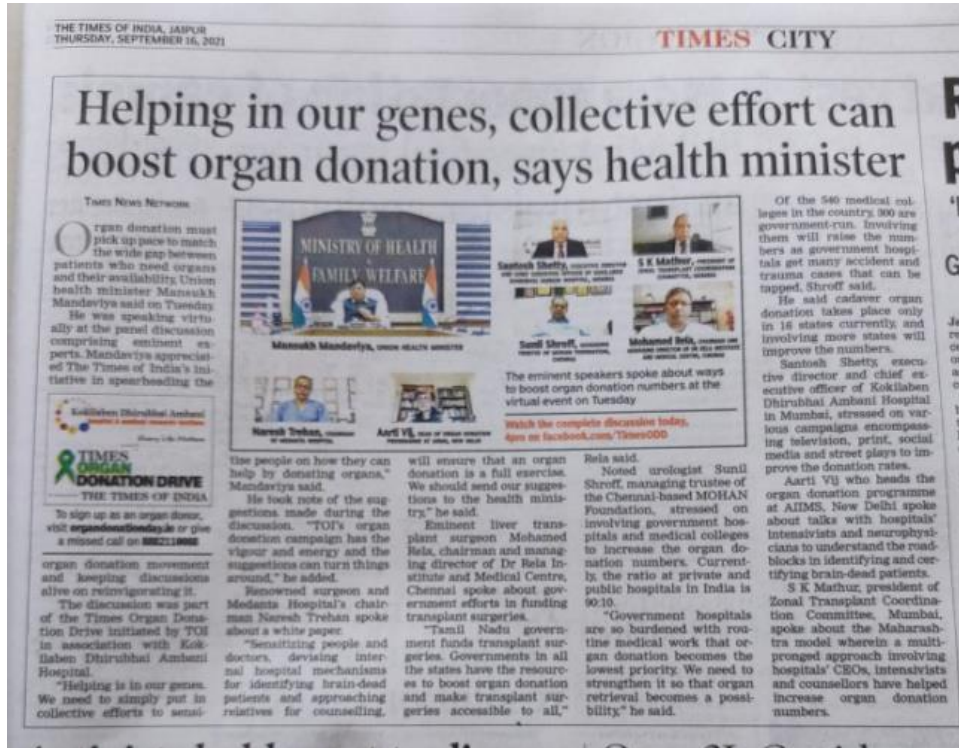 THE TIMES OF INDIA, JAIPUR
THURSDAY, SEPTEMBER 16, 2021
TIMES CITY
Helping in our genes, collective effort can
boost organ donation, says health minister
TIMES NEWS NETWORK
Organ donation must
pick up pace to match
the wide gap between
patients who need organs
and their availability, Union
health minister Mansukh
Mandaviya said on Tuesday.
He was speaking virtu-
ally at the panel discussion
comprising eminent ex-
perts. Mandaviya appreciat-
ed The Times of India's ini-
tiative in spearheading the
Kokilaben Dhirubhai Ambani
TIMES
ORGAN
DONATION DRIVE
THE TIMES OF INDIA
To sign up as an organ donor,
visit organdonationday.in or give
a missed call on
organ donation movement
and keeping discussions
alive on reinvigorating it.
The discussion was part
of the Times Organ Dona-
tion Drive initiated by TOI
in association with Kok-
ilaben Dhirubhai Ambani
Hospital.
"Helping is in our genes.
We need to simply put in
collective efforts to sensi-
MINISTRY OF HEALTH
FAMILY WELFARE
Mansukh Mandaviya, UNION HEALTH MINISTER
Santosh Shetty,
S K Mathur,
Sunil Shroff,
Mohamed Rela,
Naresh Trehan,
Aarti Vij,
The eminent speakers spoke about ways
to boost organ donation numbers at the
virtual event on Tuesday
Watch the complete discussion today,
4pm on facebook.com/TimesODD
tise people on how they can
help by donating organs,"
Mandaviya said.
He took note of the sug-
gestions made during the
discussion. "TOI's organ
donation campaign has the
vigour and energy and the
suggestions can turn things
around," he added.
Renowned surgeon and
Medanta Hospital's chair-
man Naresh Trehan spoke
about a white paper.
"Sensitizing people and
doctors, devising inter-
nal hospital mechanisms
for identifying brain-dead
patients and approaching
relatives for counselling,
will ensure that an organ
donation is a full exercise.
We should send our sugges-
tions to the health minis-
try," he said.
Eminent liver trans-
plant surgeon Mohamed
Rela, chairman and manag-
ing director of Dr Rela In-
stitute and Medical Centre,
Chennai spoke about gov-
ernment efforts in funding
transplant surgeries.
"Tamil Nadu govern-
ment funds transplant sur-
geries. Governments in all
the states have the resourc-
es to boost organ donation
and make transplant sur-
geries accessible to all,"
Rela said.
Noted urologist Sunil
Shroff, managing trustee of
the Chennai-based MOHAN
Foundation, stressed on
involving government hos-
pitals and medical colleges
to increase the organ do-
nation numbers. Current-
ly, the ratio at private and
public hospitals in India is
90:10.
"Government hospitals
are so burdened with rou-
tine medical work that or-
gan donation becomes the
lowest priority. We need to
strengthen it so that organ
retrieval becomes a possi-
bility," he said.
Of the 540 medical col-
leges in the country, 300 are
government-run. Involving
them will raise the num-
bers as government hospi-
tals get many accident and
trauma cases that can be
tapped, Shroff said.
He said cadaver organ
donation takes place only
in 16 states currently, and
involving more states will
improve the numbers.
Santosh Shetty, execu-
tive director and chief ex-
ecutive officer of Kokilaben
Dhirubhai Ambani Hospital
in Mumbai, stressed on var-
ious campaigns encompass-
ing television, print, social
media and street plays to im-
prove the donation rates.
Aarti Vij who heads the
organ donation programme
at AIIMS, New Delhi spoke
about talks with hospitals'
intensivists and neurophysi-
cians to understand the road-
blocks in identifying and cer-
tifying brain-dead patients.
S K Mathur, president of
Zonal Transplant Coordina-
tion Committee, Mumbai,
spoke about the Maharash-
tra model wherein a multi-
pronged approach involving
hospitals' CEOs, intensivists
and counsellors have helped
increase organ donation
numbers.